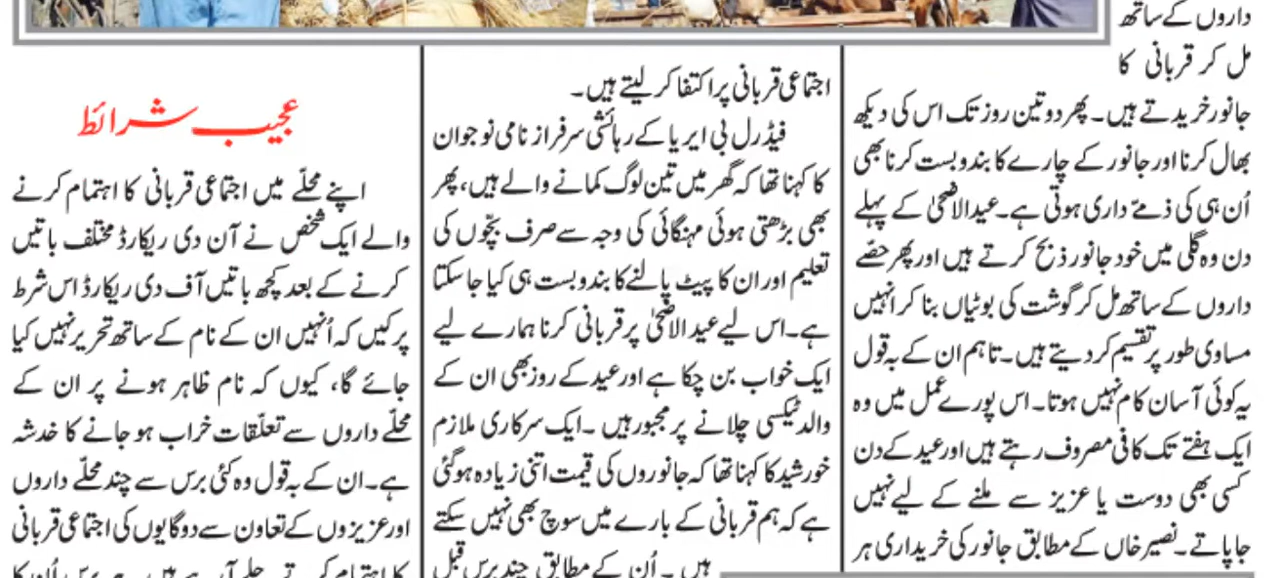 داروں کے ساتھ
مل کر قربانی کا
جانور خریدتے ہیں۔ پھر دو تین روز تک اس کی دیکھ
بھال کرنا اور جانور کے چارے کا بندوبست کرنا بھی
اُن ہی کی ذمّے داری ہوتی ہے۔ عیدالاضحیٰ کے پہلے
دن وہ گلی میں خود جانور ذبح کرتے ہیں اور پھر حصّے
داروں کے ساتھ مل کر گوشت کی بوٹیاں بنا کر انہیں
مساوی طور پر تقسیم کر دیتے ہیں۔ تاہم ان کے بہ قول
یہ کوئی آسان کام نہیں ہوتا۔ اس پورے عمل میں وہ
ایک ہفتے تک کافی مصروف رہتے ہیں اور عید کے دن
کسی بھی دوست یا عزیز سے ملنے کے لیے نہیں
جا پاتے۔ نصیر خاں کے مطابق جانور کی خریداری ہر
اجتماعی قربانی پر اکتفا کر لیتے ہیں۔
فیڈرل بی ایریا کے رہائشی سرفراز نامی نوجوان
کا کہنا تھا کہ گھر میں تین لوگ کمانے والے ہیں، پھر
بھی بڑھتی ہوئی مہنگائی کی وجہ سے صرف بچّوں کی
تعلیم اور ان کا پیٹ پالنے کا بندوبست ہی کیا جا سکتا
ہے۔ اس لیے عید الاضحیٰ پر قربانی کرنا ہمارے لیے
ایک خواب بن چکا ہے اور عید کے روز بھی ان کے
والد ٹیکسی چلانے پر مجبور ہیں ۔ ایک سرکاری ملازم
خورشید کا کہنا تھا کہ جانوروں کی قیمت اتنی زیادہ ہو گئی
ہے کہ ہم قربانی کے بارے میں سوچ بھی نہیں سکتے
ہیں ۔ اُن کے مطابق چند برس قبل
عجیب شرائط
اپنے محلّے میں اجتماعی قربانی کا اہتمام کرنے
والے ایک شخص نے آن دی ریکارڈ مختلف باتیں
کرنے کے بعد کچھ باتیں آف دی ریکارڈ اس شرط
پر کیں کہ اُنہیں ان کے نام کے ساتھ تحریر نہیں کیا
جائے گا، کیوں کہ نام ظاہر ہونے پر ان کے
محلّے داروں سے تعلّقات خراب ہو جانے کا خدشہ
ہے۔ ان کے بہ قول وہ کئی برس سے چند محلّے داروں
اور عزیزوں کے تعاون سے دو گایوں کی اجتماعی قربانی